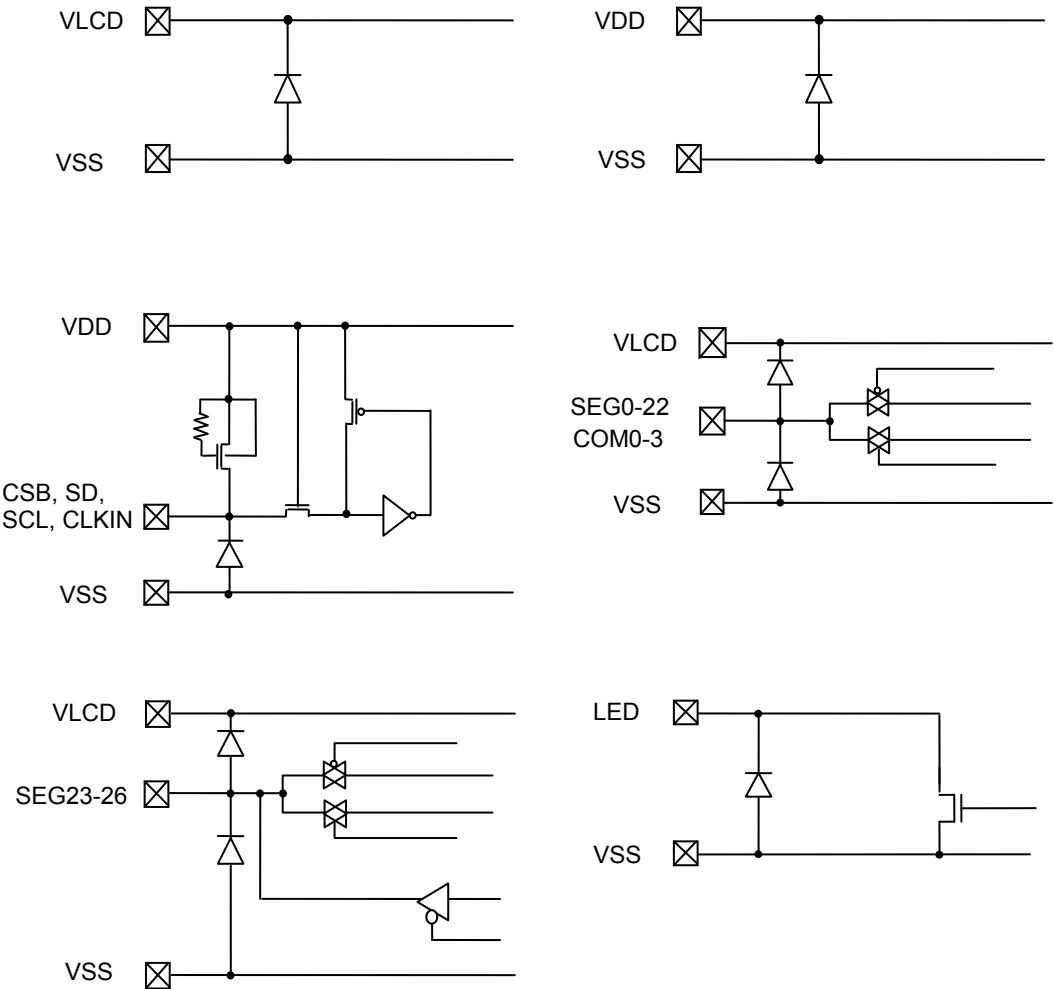 VLCD
VSS
VDD
VSS
VDD
CSB, SD,
SCL, CLKIN
VSS
VLCD
SEG0-22
COM0-3
VSS
VLCD
SEG23-26
VSS
LED
VSS